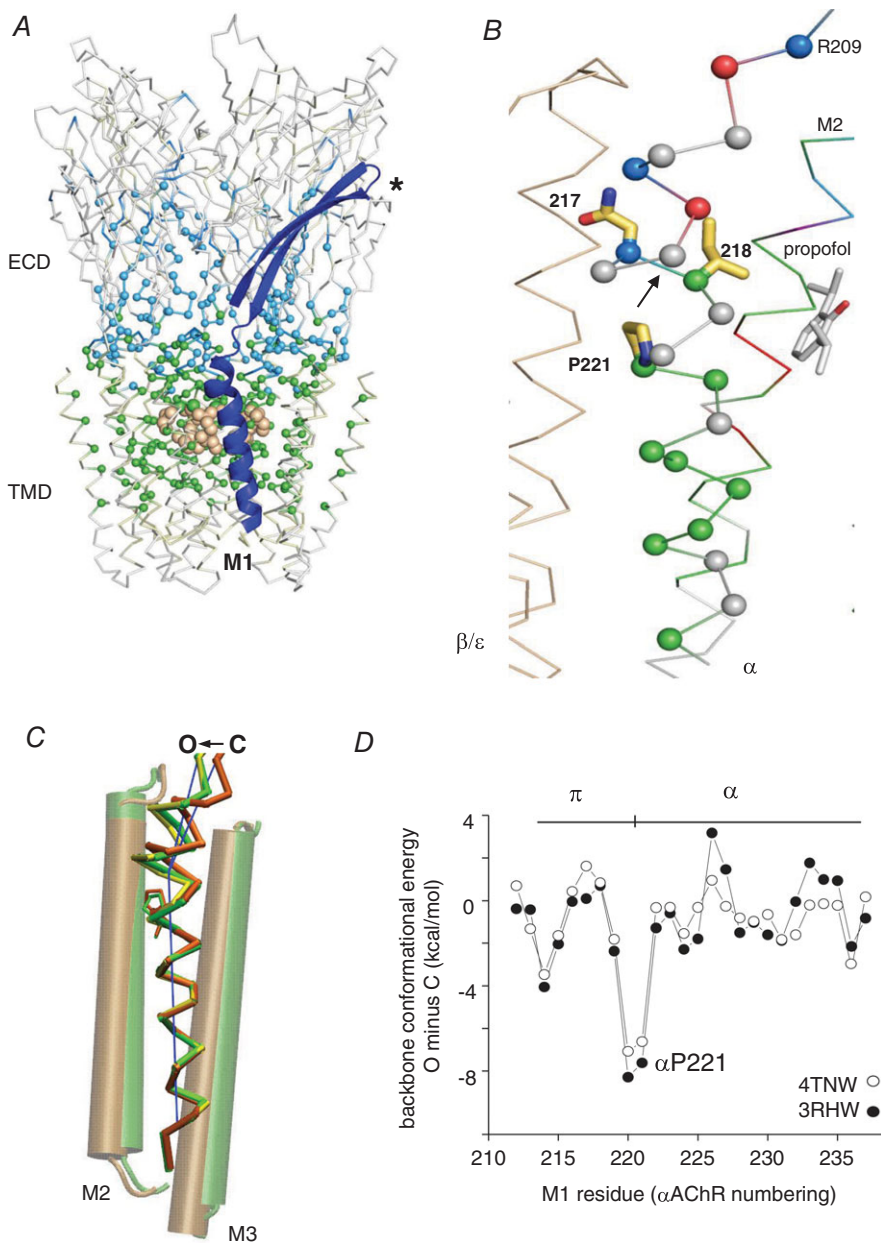 A
ECD
*
TMD
M1
B
R209
M2
217
218
propofol
P221
β/ε
α
C
O C
M2
M3
D
π α
backbone conformational energy
O minus C (kcal/mol)
4
0
-4
-8
αP221
4TNW
3RHW
210 215 220 225 230 235
M1 residue (αAChR numbering)